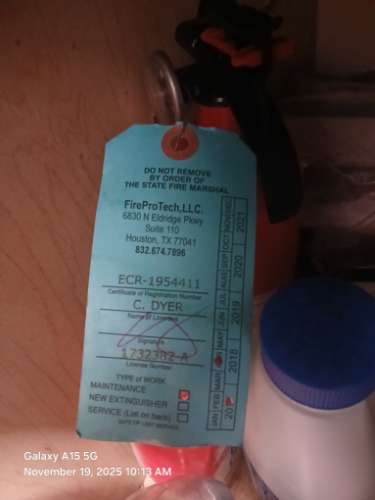 DO NOT REMOVE
BY ORDER OF
THE STATE FIRE MARSHAL
FireProTech,LLC.
6830 N Eldridge Pkwy
Suite 110
Houston, TX 77041
832.674.7896
ECR-1954411
Certificate of Registration Number
C. DYER
Name of Licensee
Signature
1732382-A
License Number
TYPE of WORK
MAINTENANCE
NEW EXTINGUISHER
SERVICE (List on back)
DATE OF LAST SERVICE
JAN FEB MAR MAY JUN JUL AUG SEP OCT NOV DEC
2018 2019 2020 2021
Galaxy A15 5G
November 19, 2025 10:13 AM